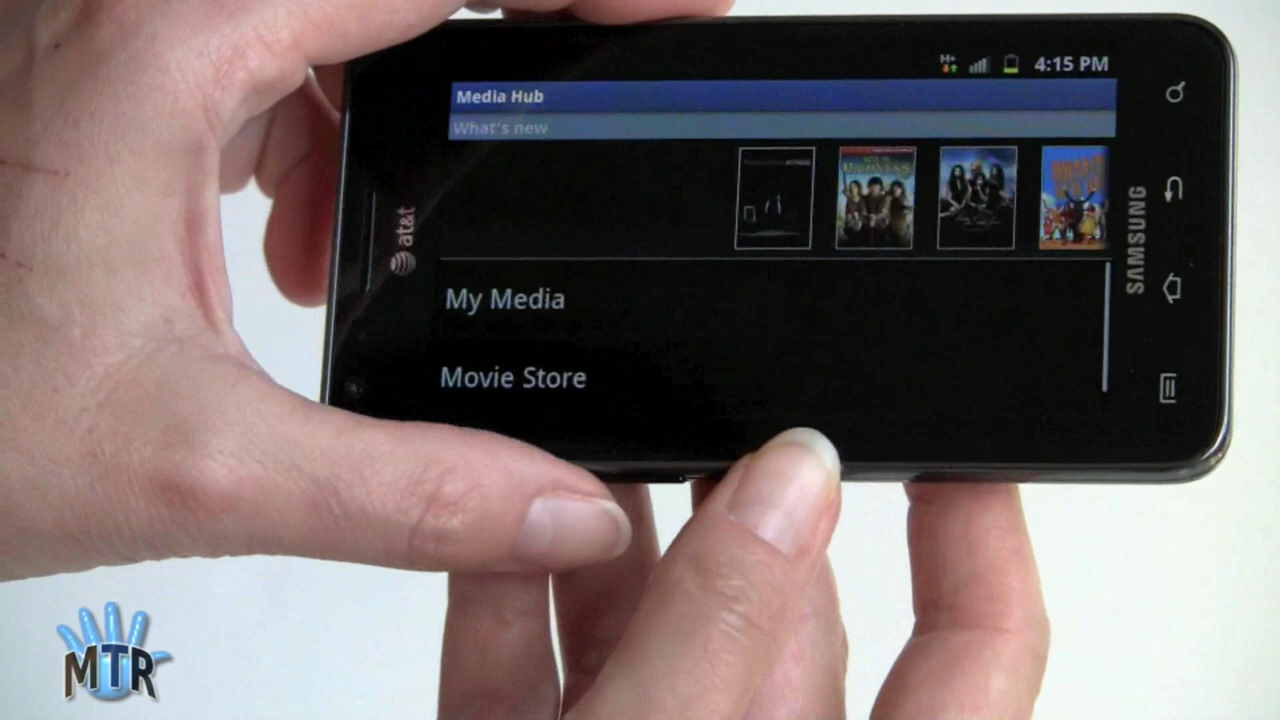 H+
4:15 PM
Media Hub
What's new
at&t
SAMSUNG
My Media
Movie Store
MTR